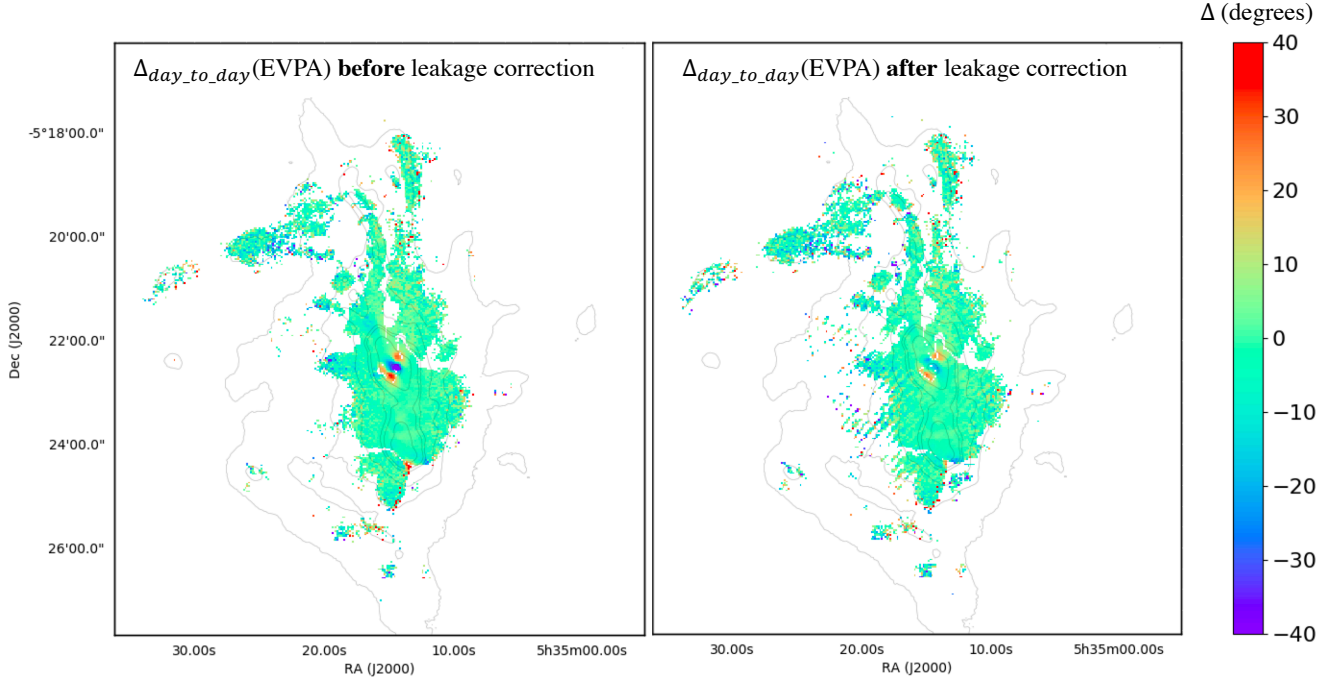 Δ (degrees)
Δday_to_day(EVPA) before leakage correction
Δday_to_day(EVPA) after leakage correction
-5°18'00.0"
20'00.0"
22'00.0"
24'00.0"
26'00.0"
Dec (J2000)
30.00s 20.00s 10.00s 5h35m00.00s
RA (J2000)
30.00s 20.00s 10.00s 5h35m00.00s
RA (J2000)
40
30
20
10
0
−10
−20
−30
−40